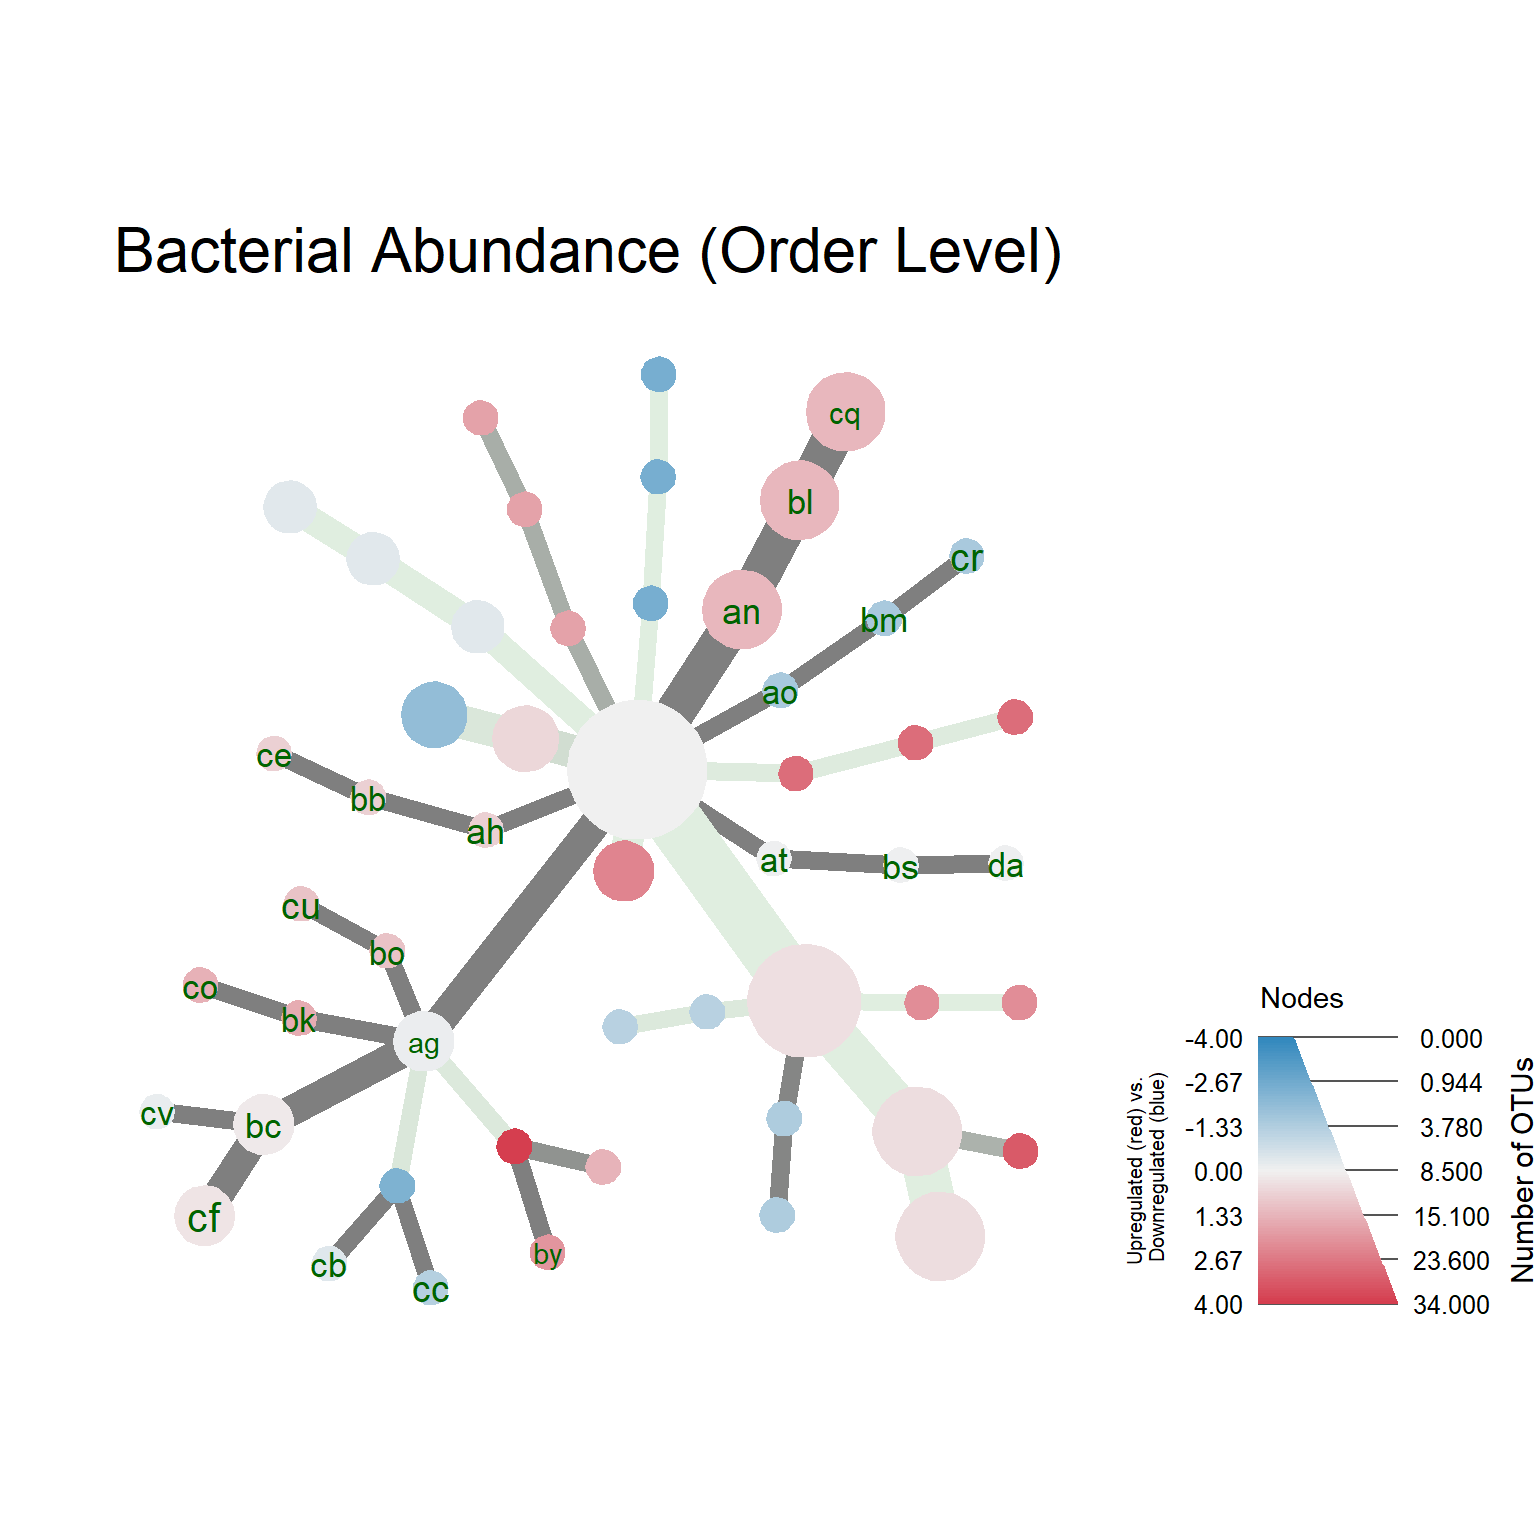 Bacterial Abundance (Order Level)
cq
bl
cr
an
bm
ao
ce
bb
ah
at
bs
da
cu
bo
co
bk
ag
cv
bc
cf
cb
cc
by
Nodes
-4.00 0.000
-2.67 0.944
-1.33 3.780
0.00 8.500
1.33 15.100
2.67 23.600
4.00 34.000
Upregulated (red) vs.
Downregulated (blue)
Number of OTUs